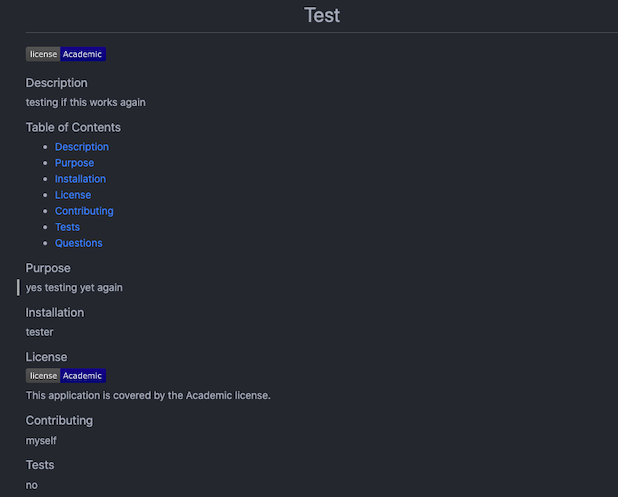 Test
license Academic
Description
testing if this works again
Table of Contents
Description
Purpose
Installation
License
Contributing
Tests
Questions
Purpose
yes testing yet again
Installation
tester
License
license Academic
This application is covered by the Academic license.
Contributing
myself
Tests
no